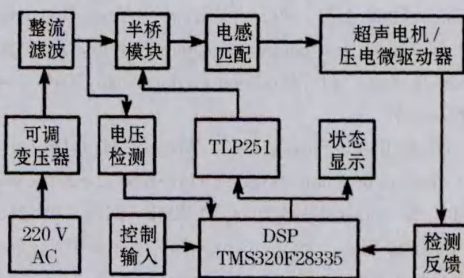 整流
滤波
半桥
模块
电感
匹配
超声电机/
压电微驱动器
可调
变压器
电压
检测
TLP251
状态
显示
220 V
AC
控制
输入
DSP
TMS320F28335
检测
反馈